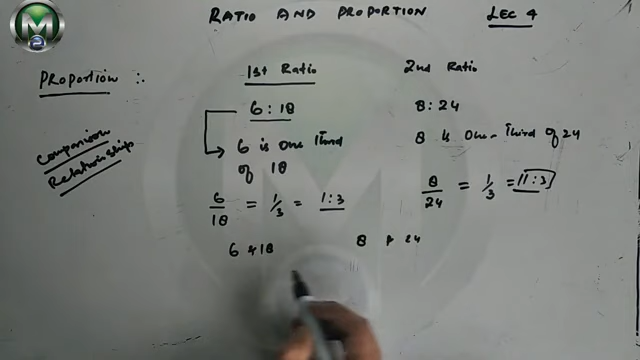 RATIO AND PROPORTION LEC 4
PROPORTION :- 1st Ratio 2nd Ratio
6 : 18 8 : 24
Comparison
Relationship
6 is one third of 18
8 is one-third of 24
6/18 = 1/3 = 1:3
8/24 = 1/3 = 1:3
6 & 18 8 & 24
M
2